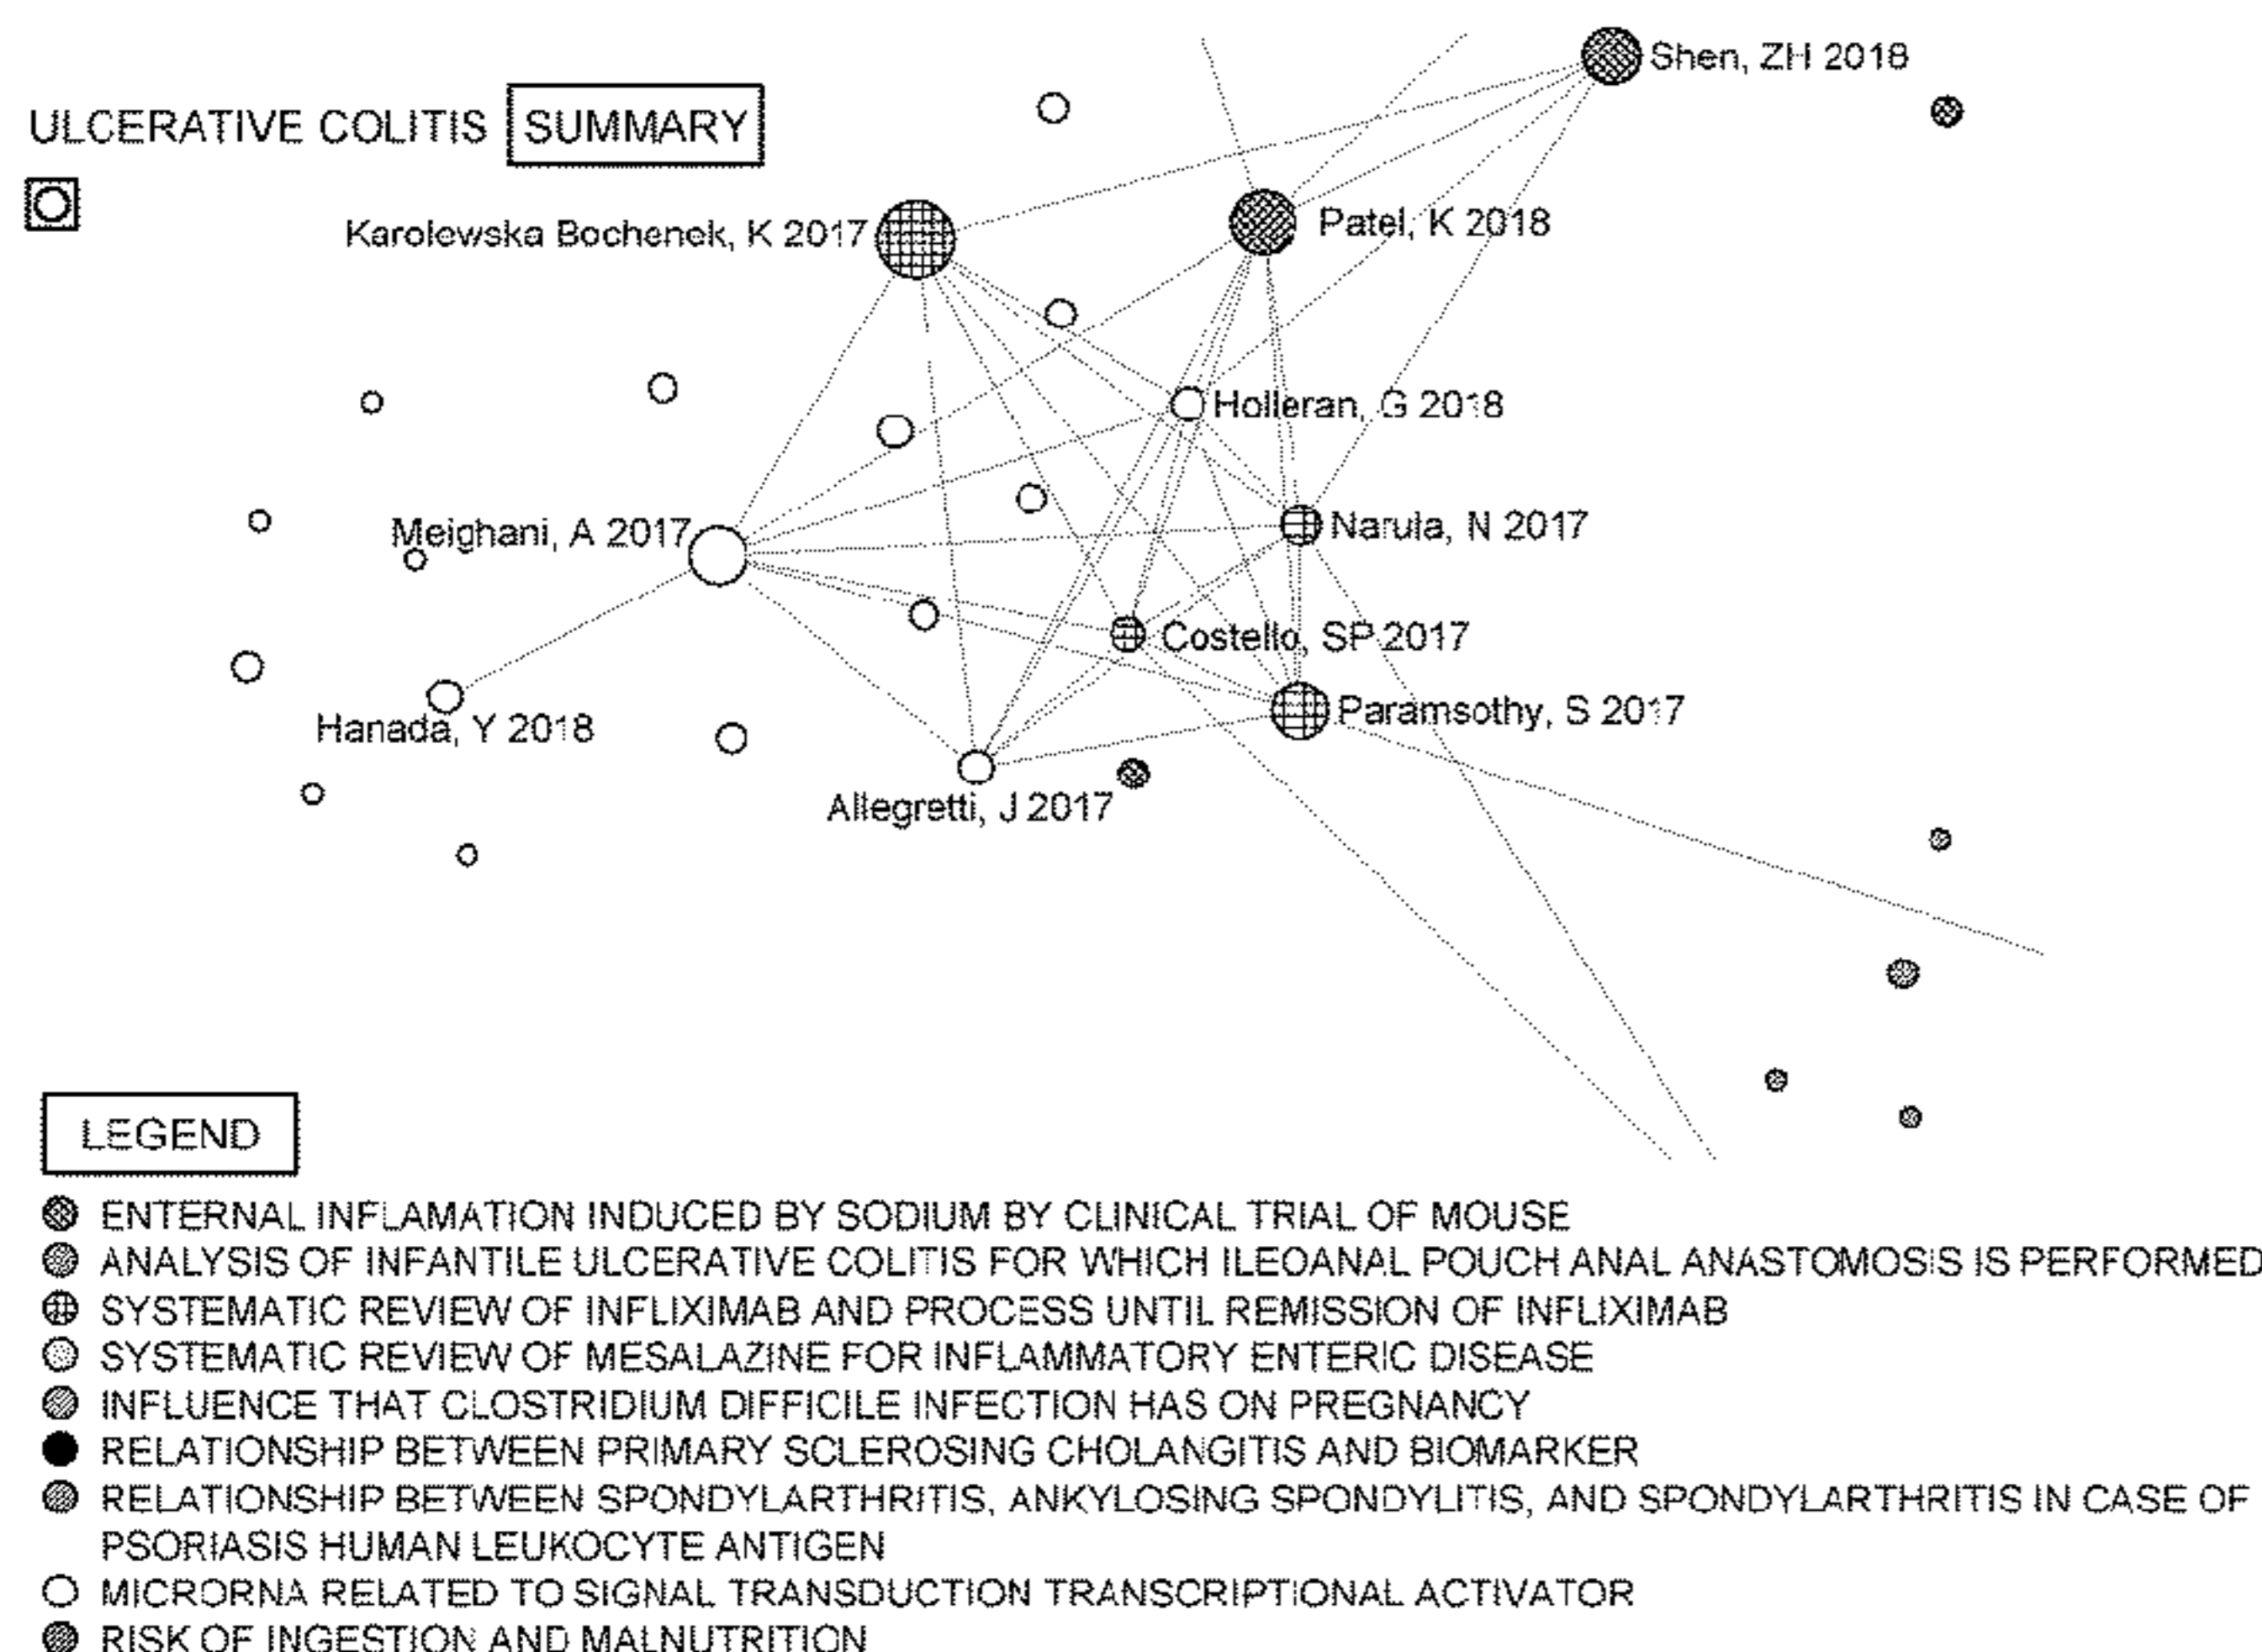 Shen, ZH 2018
ULCERATIVE COLITIS SUMMARY
Karolewska Bochenek, K 2017
Patel, K 2018
Holleran, G 2018
Meighani, A 2017
Narula, N 2017
Costello, SP 2017
Hanada, Y 2018
Paramsothy, S 2017
Allegretti, J 2017
LEGEND
ENTERNAL INFLAMATION INDUCED BY SODIUM BY CLINICAL TRIAL OF MOUSE
ANALYSIS OF INFANTILE ULCERATIVE COLITIS FOR WHICH ILEOANAL POUCH ANAL ANASTOMOSIS IS PERFORMED
SYSTEMATIC REVIEW OF INFLIXIMAB AND PROCESS UNTIL REMISSION OF INFLIXIMAB
SYSTEMATIC REVIEW OF MESALAZINE FOR INFLAMMATORY ENTERIC DISEASE
INFLUENCE THAT CLOSTRIDIUM DIFFICILE INFECTION HAS ON PREGNANCY
RELATIONSHIP BETWEEN PRIMARY SCLEROSING CHOLANGITIS AND BIOMARKER
RELATIONSHIP BETWEEN SPONDYLARTHRITIS, ANKYLOSING SPONDYLITIS, AND SPONDYLARTHRITIS IN CASE OF
PSORIASIS HUMAN LEUKOCYTE ANTIGEN
MICRORNA RELATED TO SIGNAL TRANSDUCTION TRANSCRIPTIONAL ACTIVATOR
RISK OF INGESTION AND MALNUTRITION